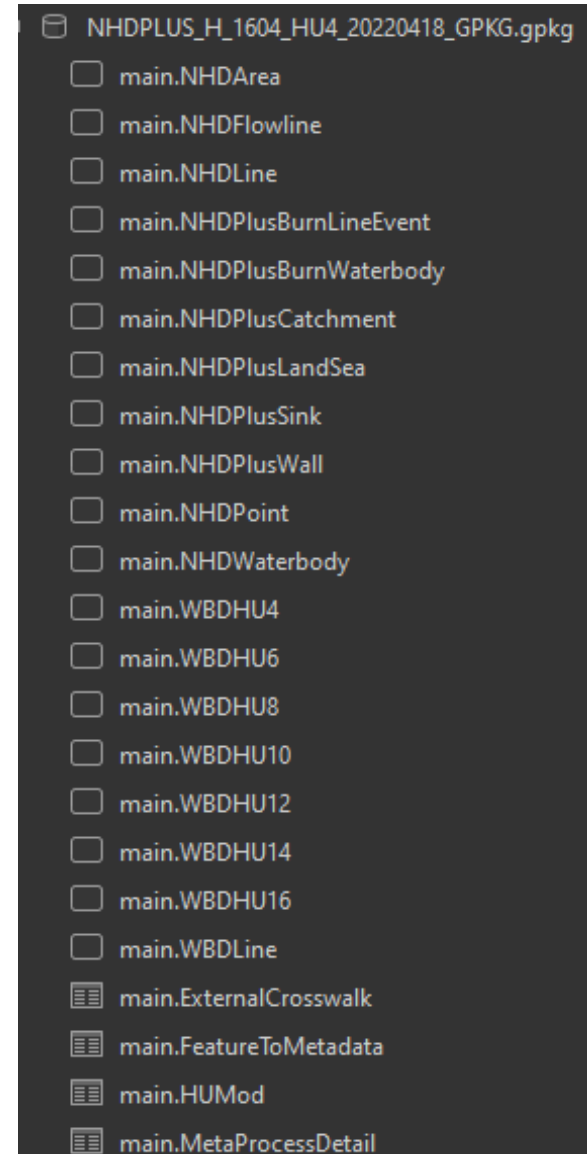 NHDPLUS_H_1604_HU4_20220418_GPKG.gpkg
main.NHDArea
main.NHDFlowline
main.NHDLine
main.NHDPlusBurnLineEvent
main.NHDPlusBurnWaterbody
main.NHDPlusCatchment
main.NHDPlusLandSea
main.NHDPlusSink
main.NHDPlusWall
main.NHDPoint
main.NHDWaterbody
main.WBDHU4
main.WBDHU6
main.WBDHU8
main.WBDHU10
main.WBDHU12
main.WBDHU14
main.WBDHU16
main.WBDLine
main.ExternalCrosswalk
main.FeatureToMetadata
main.HUMod
main.MetaProcessDetail